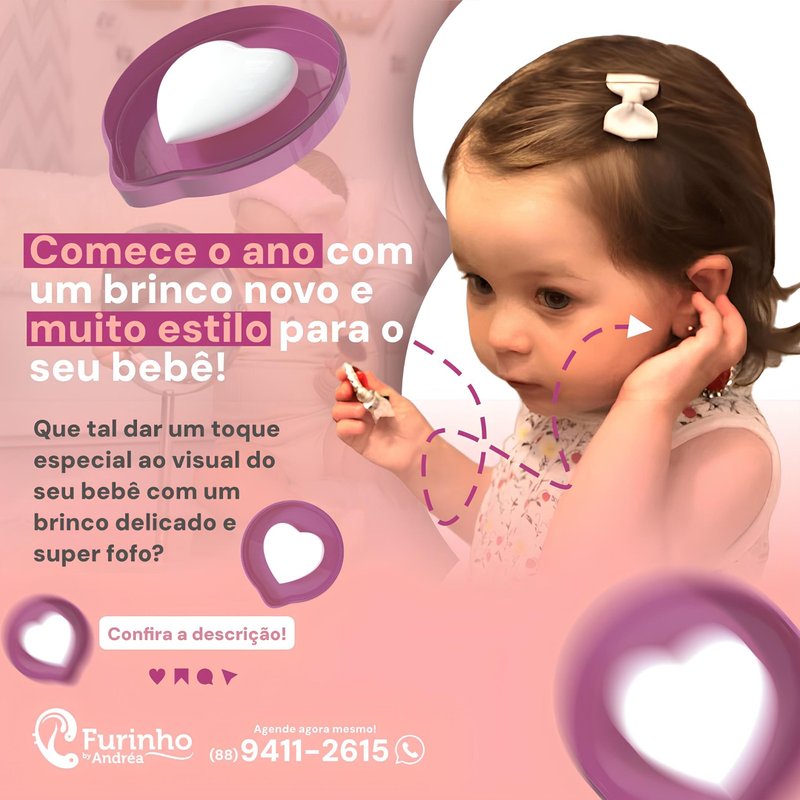 Comece o ano com
um brinco novo e
muito estilo para o
seu bebê!
Que tal dar um toque
especial ao visual do
seu bebê com um
brinco delicado e
super fofo?
Confira a descrição!
Furinho
by Andréa
Agende agora mesmo!
(88) 9411-2615